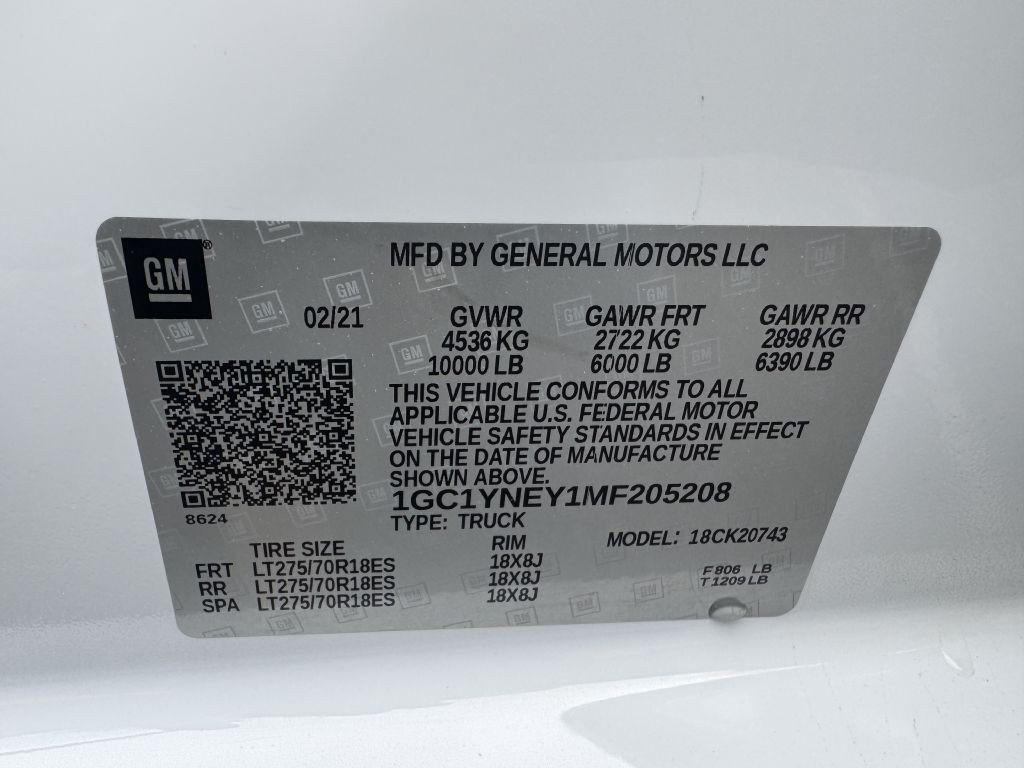 GM®
MFD BY GENERAL MOTORS LLC
02/21 GVWR GAWR FRT GAWR RR
4536 KG 2722 KG 2898 KG
10000 LB 6000 LB 6390 LB
THIS VEHICLE CONFORMS TO ALL
APPLICABLE U.S. FEDERAL MOTOR
VEHICLE SAFETY STANDARDS IN EFFECT
ON THE DATE OF MANUFACTURE
SHOWN ABOVE.
1GC1YNEY1MF205208
8624
TYPE: TRUCK
MODEL: 18CK20743
TIRE SIZE RIM
FRT LT275/70R18ES 18X8J
RR LT275/70R18ES 18X8J
SPA LT275/70R18ES 18X8J
F 806 LB
T 1209 LB